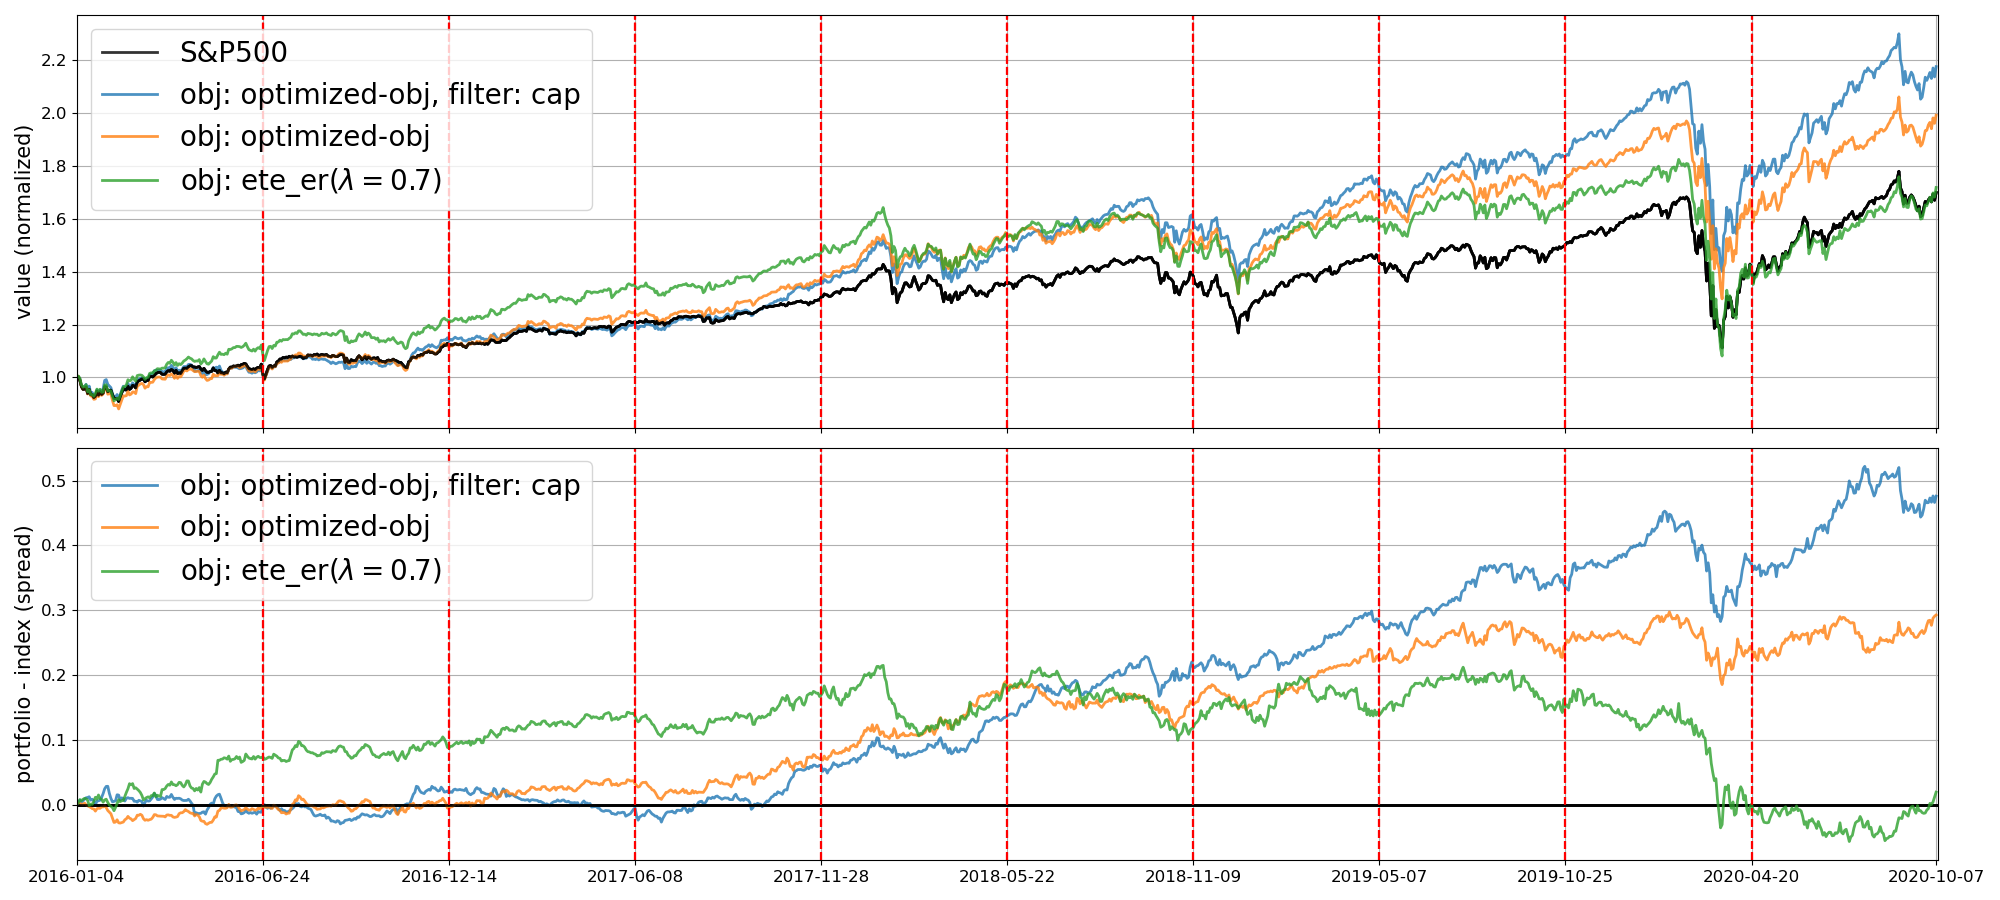 value (normalized)
2.2
2.0
1.8
1.6
1.4
1.2
1.0
S&P500
obj: optimized-obj, filter: cap
obj: optimized-obj
obj: ete_er(λ = 0.7)
portfolio - index (spread)
0.5
0.4
0.3
0.2
0.1
0.0
obj: optimized-obj, filter: cap
obj: optimized-obj
obj: ete_er(λ = 0.7)
2016-01-04 2016-06-24 2016-12-14 2017-06-08 2017-11-28 2018-05-22 2018-11-09 2019-05-07 2019-10-25 2020-04-20 2020-10-07